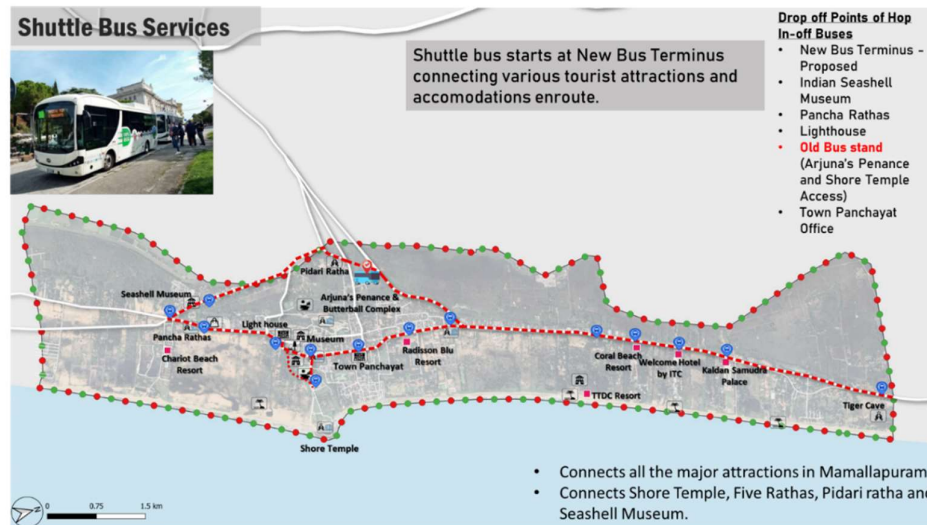 Shuttle Bus Services
Shuttle bus starts at New Bus Terminus
connecting various tourist attractions and
accomodations enroute.
Drop off Points of Hop
In-off Buses
• New Bus Terminus -
Proposed
• Indian Seashell
Museum
• Pancha Rathas
• Lighthouse
• Old Bus stand
(Arjuna's Penance
and Shore Temple
Access)
• Town Panchayat
Office
Pidari Ratha
Seashell Museum
Arjuna's Penance &
Butterball Complex
Light house
Museum
Pancha Rathas
Chariot Beach
Resort
Town Panchayat
Radisson Blu
Resort
Coral Beach
Resort
Welcome Hotel
by ITC
Kaldan Samudra
Palace
TTDC Resort
Tiger Cave
Shore Temple
• Connects all the major attractions in Mamallapuram
• Connects Shore Temple, Five Rathas, Pidari ratha and
Seashell Museum.
N
0 0.75 1.5 km